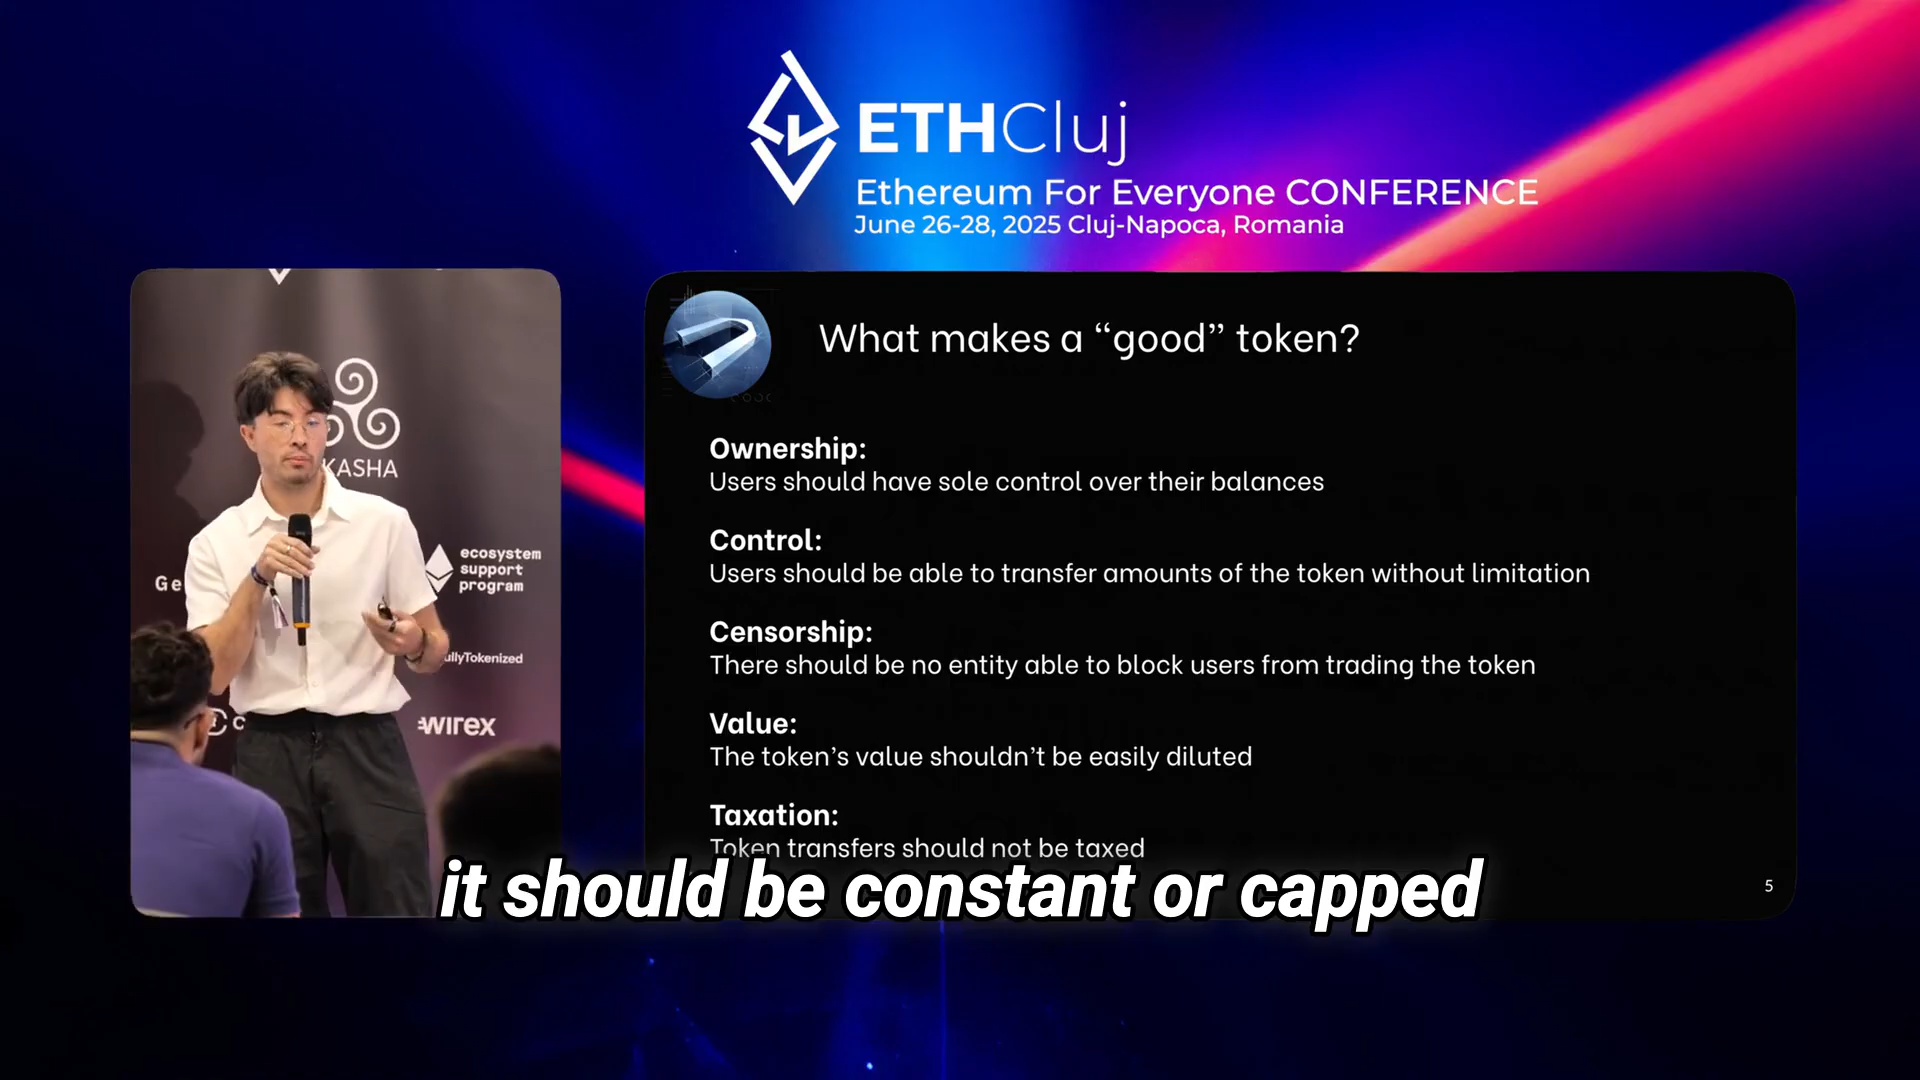 ETHCluj
Ethereum For Everyone CONFERENCE
June 26-28, 2025 Cluj-Napoca, Romania
KASHA
ecosystem
support
program
Ge
ullyTokenized
C
wirex
What makes a “good” token?
Ownership:
Users should have sole control over their balances
Control:
Users should be able to transfer amounts of the token without limitation
Censorship:
There should be no entity able to block users from trading the token
Value:
The token’s value shouldn’t be easily diluted
Taxation:
Token transfers should not be taxed
5
it should be constant or capped